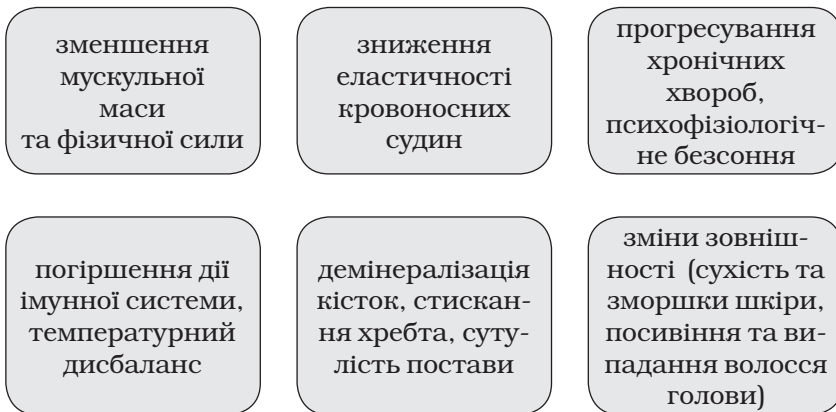 зменшення
мускульної
маси
та фізичної сили
зниження
еластичності
кровоносних
судин
прогресування
хронічних
хвороб,
психофізіологіч-
не безсоння
погіршення дії
імунної системи,
температурний
дисбаланс
демінералізація
кісток, стискан-
ня хребта, суту-
лість постави
зміни зовніш-
ності (сухість та
зморшки шкіри,
посивіння та ви-
падання волосся
голови)